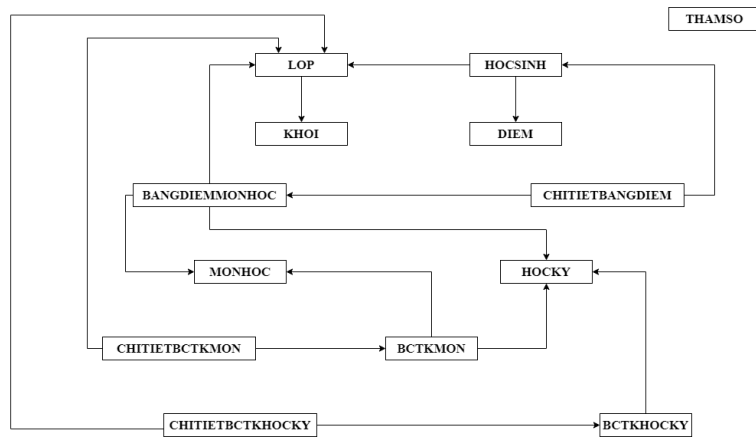 THAMSO
LOP
HOCSINH
KHOI
DIEM
BANGDIEMMONHOC
CHITIETBANGDIEM
MONHOC
HOCKY
CHITIETBCTKMON
BCTKMON
CHITIETBCTKHOCKY
BCTKHOCKY